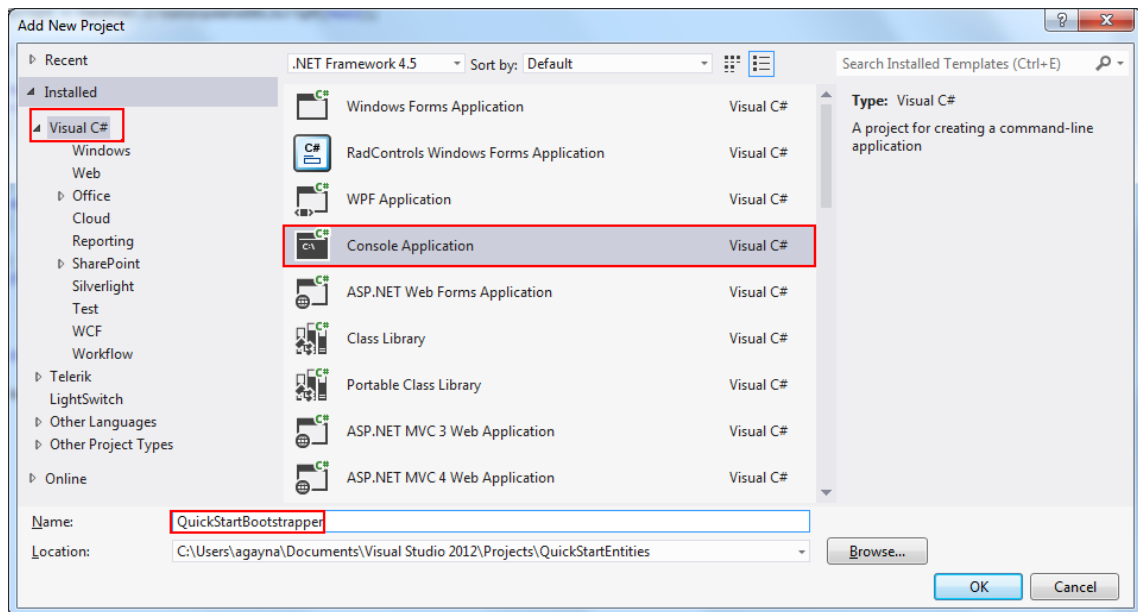 Add New Project
Recent
Installed
Visual C#
Windows
Web
Office
Cloud
Reporting
SharePoint
Silverlight
Test
WCF
Workflow
Telerik
LightSwitch
Other Languages
Other Project Types
Online
.NET Framework 4.5 Sort by: Default
Windows Forms Application Visual C#
RadControls Windows Forms Application Visual C#
WPF Application Visual C#
Console Application Visual C#
ASP.NET Web Forms Application Visual C#
Class Library Visual C#
Portable Class Library Visual C#
ASP.NET MVC 3 Web Application Visual C#
ASP.NET MVC 4 Web Application Visual C#
Search Installed Templates (Ctrl+E)
Type: Visual C#
A project for creating a command-line
application
Name: QuickStartBootstrapper
Location: C:\Users\agayna\Documents\Visual Studio 2012\Projects\QuickStartEntities
Browse...
OK Cancel